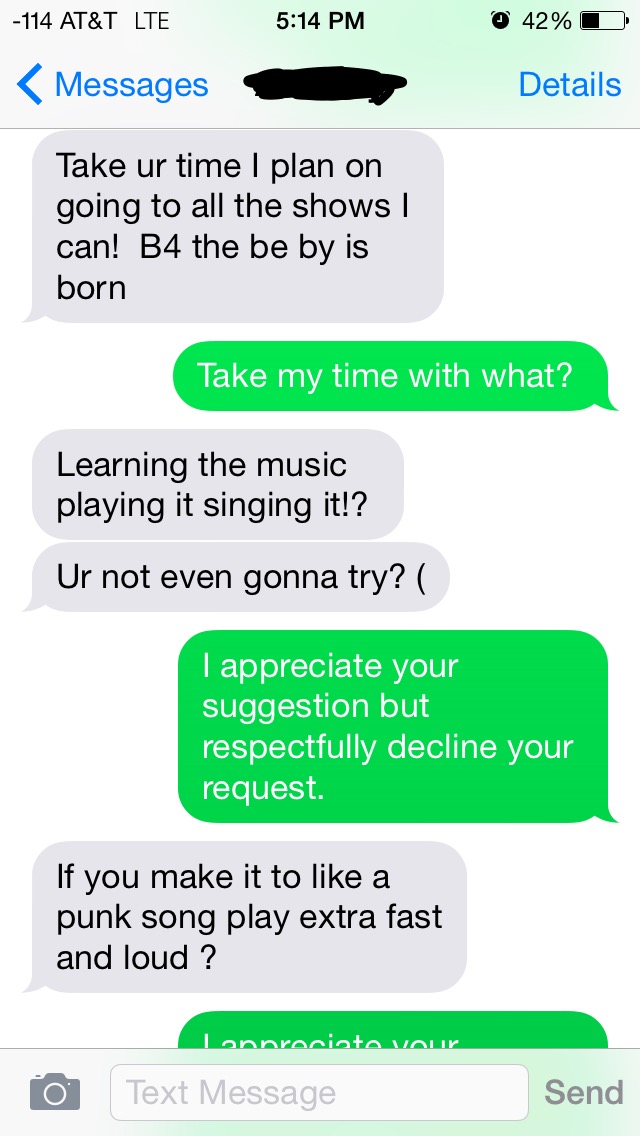 -114 AT&T LTE 5:14 PM 42%
Messages Details
Take ur time I plan on
going to all the shows I
can!  B4 the be by is
born
Take my time with what?
Learning the music
playing it singing it!?
Ur not even gonna try? (
I appreciate your
suggestion but
respectfully decline your
request.
If you make it to like a
punk song play extra fast
and loud ?
I appreciate your
Text Message Send